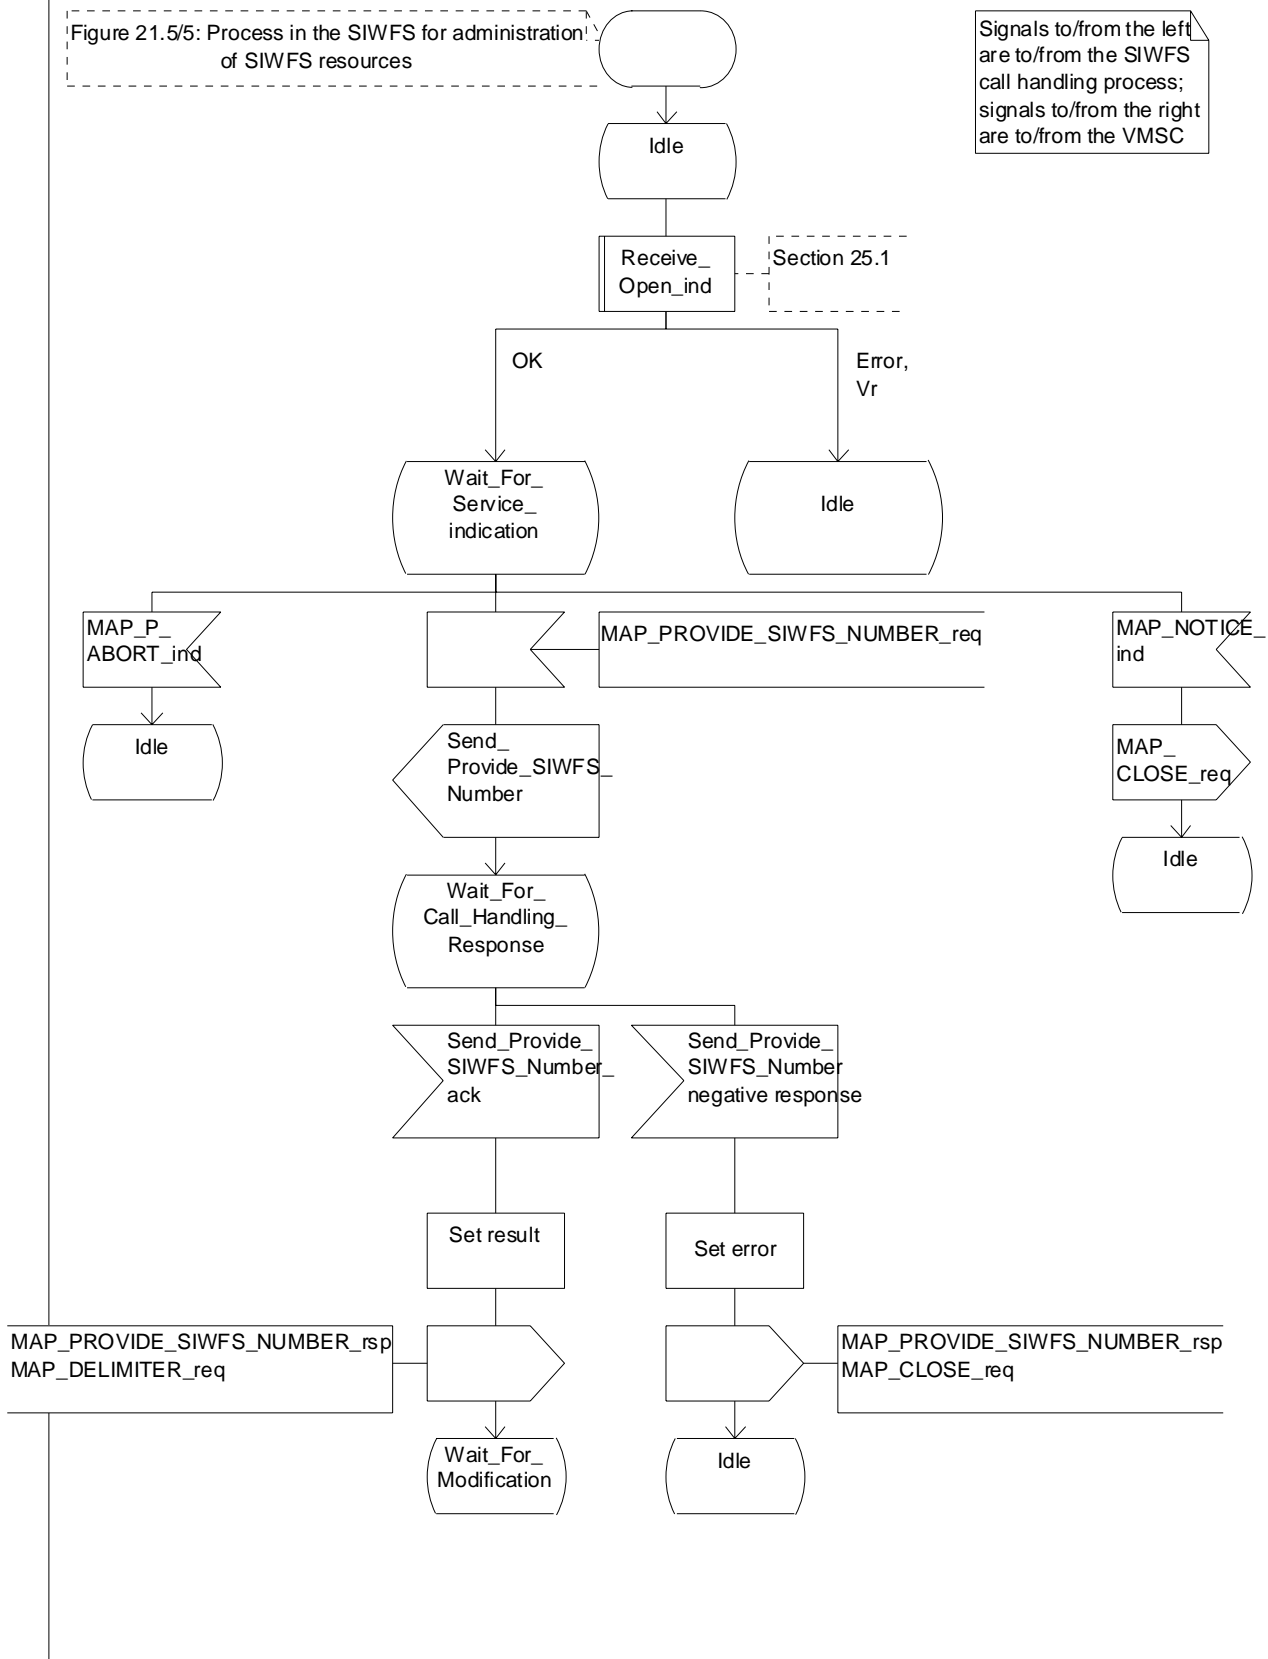 Figure 21.5/5: Process in the SIWFS for administration
of SIWFS resources
Signals to/from the left
are to/from the SIWFS
call handling process;
signals to/from the right
are to/from the VMSC
Idle
Receive_
Open_ind
Section 25.1
OK
Error,
Vr
Wait_For_
Service_
indication
Idle
MAP_P_
ABORT_ind
MAP_PROVIDE_SIWFS_NUMBER_req
MAP_NOTICE_
ind
Idle
Send_
Provide_SIWFS_
Number
MAP_
CLOSE_req
Idle
Wait_For_
Call_Handling_
Response
Send_Provide_
SIWFS_Number_
ack
Send_Provide_
SIWFS_Number
negative response
Set result
Set error
MAP_PROVIDE_SIWFS_NUMBER_rsp
MAP_DELIMITER_req
MAP_PROVIDE_SIWFS_NUMBER_rsp
MAP_CLOSE_req
Wait_For_
Modification
Idle